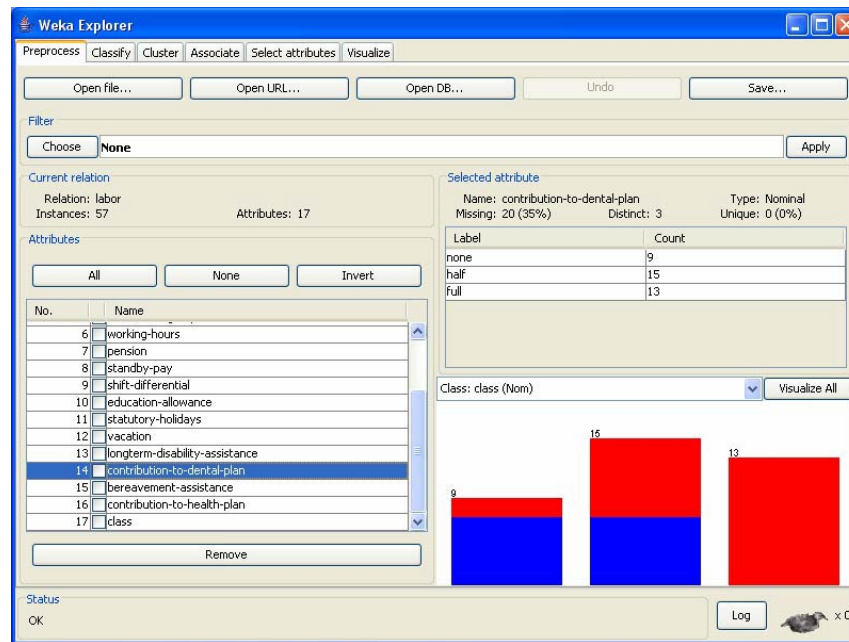 Weka Explorer
Preprocess Classify Cluster Associate Select attributes Visualize
Open file... Open URL... Open DB... Undo Save...
Filter
Choose None Apply
Current relation
Relation: labor
Instances: 57 Attributes: 17
Selected attribute
Name: contribution-to-dental-plan Type: Nominal
Missing: 20 (35%) Distinct: 3 Unique: 0 (0%)
Label Count
none 9
half 15
full 13
Attributes
All None Invert
No. Name
6 working-hours
7 pension
8 standby-pay
9 shift-differential
10 education-allowance
11 statutory-holidays
12 vacation
13 longterm-disability-assistance
14 contribution-to-dental-plan
15 bereavement-assistance
16 contribution-to-health-plan
17 class
Remove
Class: class (Nom) Visualize All
9 15 13
Status
OK
Log x 0